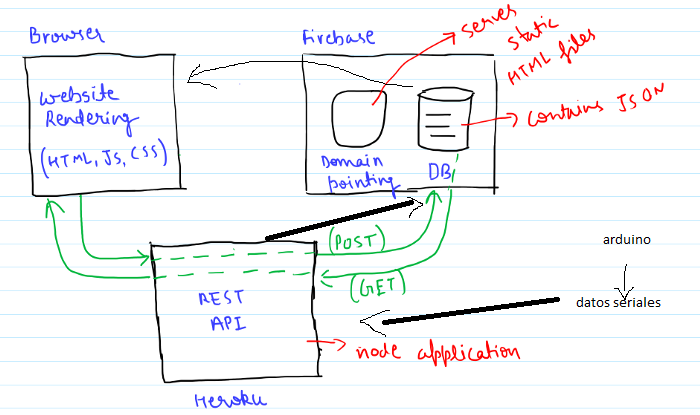 Browser
Firebase
serves
static
HTML files
Website
Rendering
(HTML, JS, CSS)
contains JSON
Domain
pointing
DB
(POST)
(GET)
arduino
datos seriales
REST
API
node application
Heroku